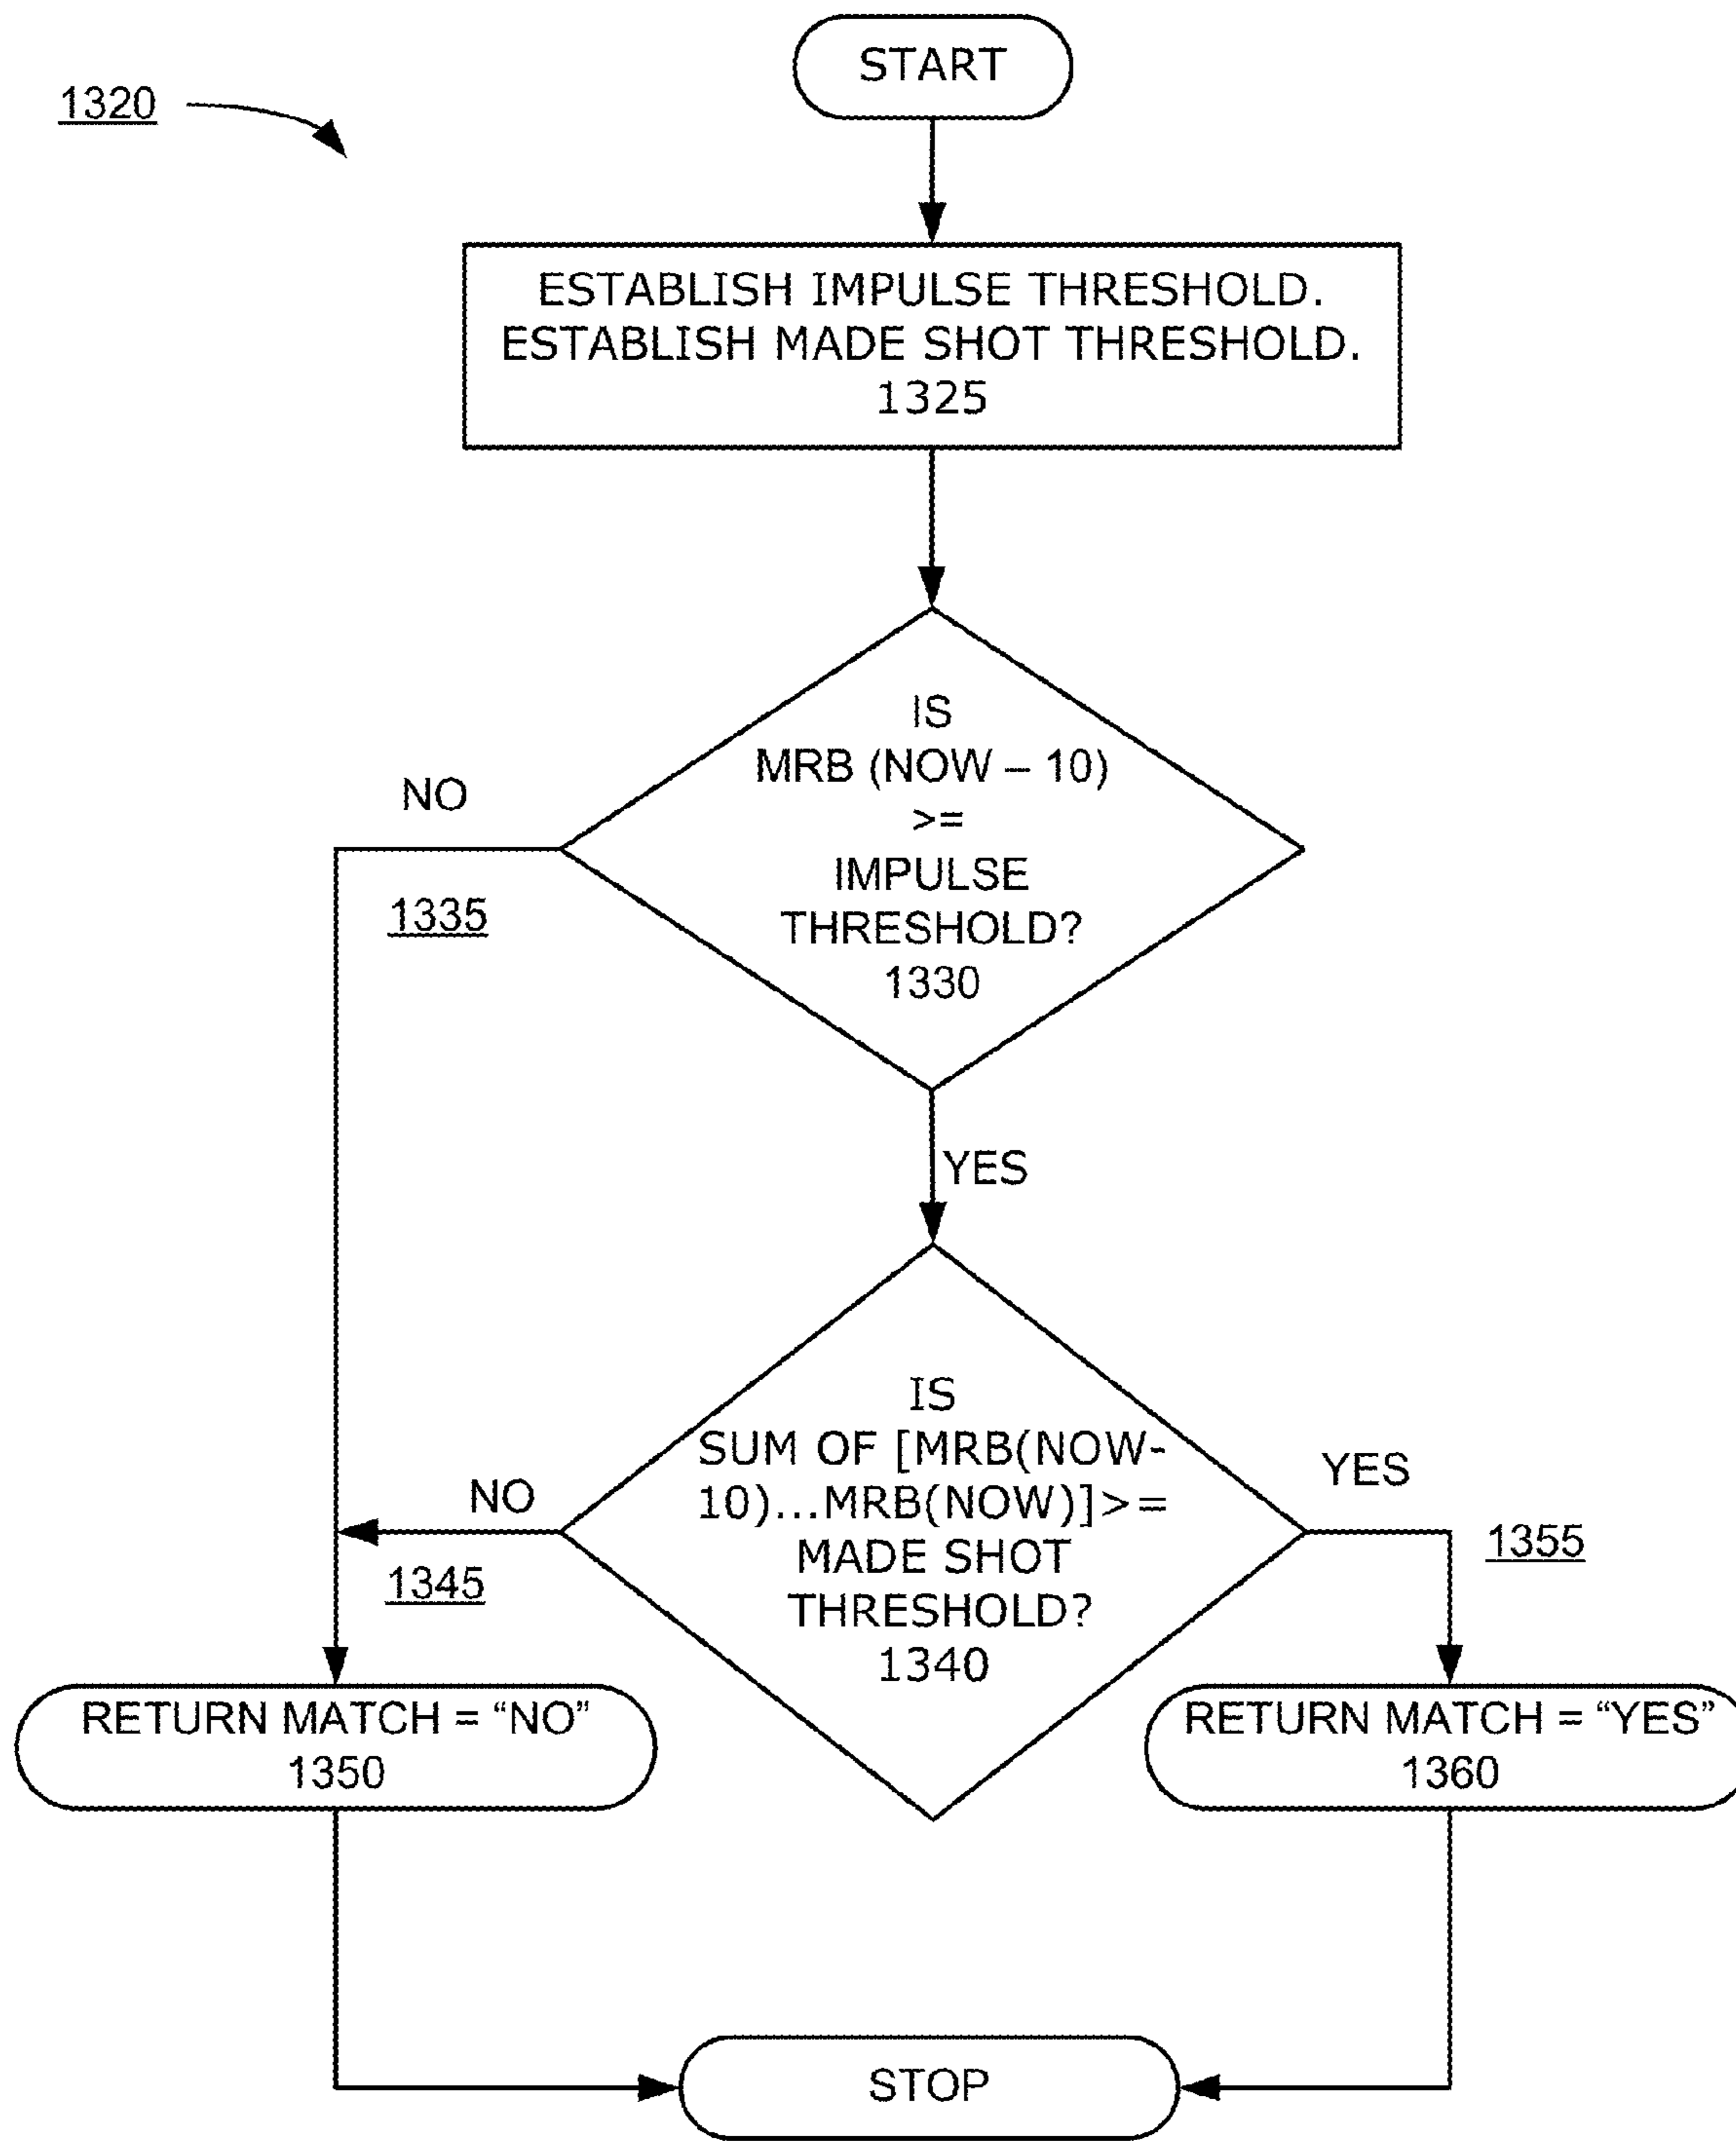 START
1320
ESTABLISH IMPULSE THRESHOLD.
ESTABLISH MADE SHOT THRESHOLD.
1325
IS
MRB (NOW – 10)
>=
IMPULSE
THRESHOLD?
1330
NO
1335
YES
IS
SUM OF [MRB(NOW-
10)...MRB(NOW)]>=
MADE SHOT
THRESHOLD?
1340
NO
1345
YES
1355
RETURN MATCH = “NO”
1350
RETURN MATCH = “YES”
1360
STOP